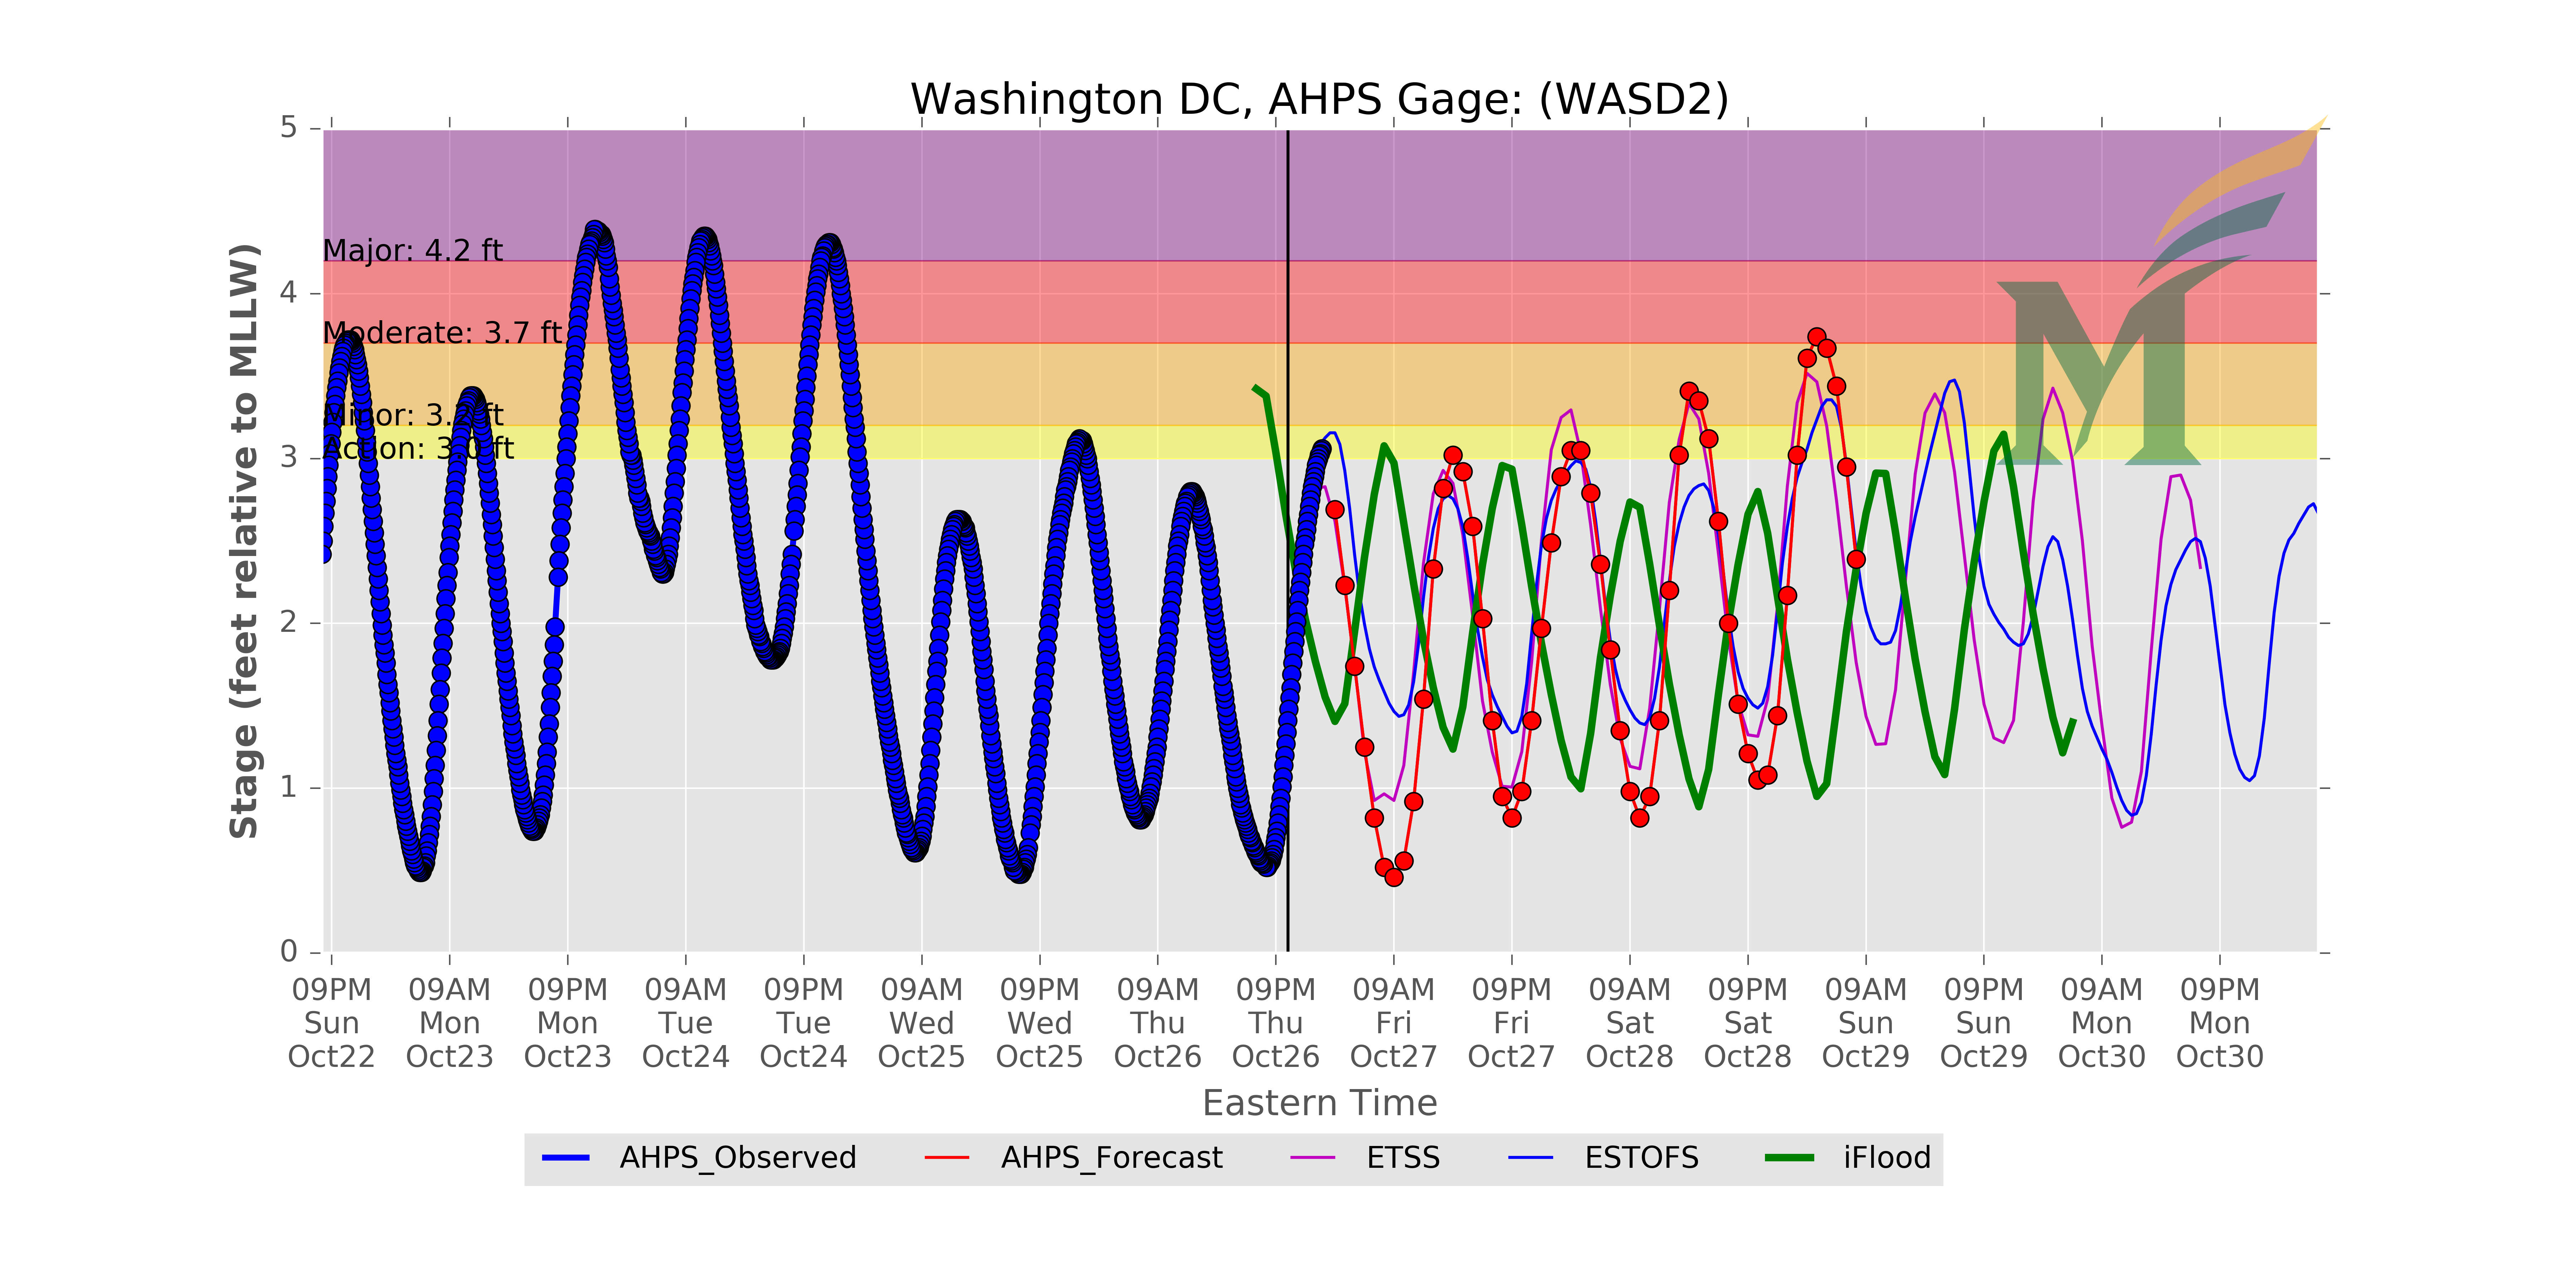 Washington DC, AHPS Gage: (WASD2)
Stage (feet relative to MLLW)
5
4
3
2
1
0
Major: 4.2 ft
Moderate: 3.7 ft
Minor: 3.2 ft
Action: 3.0 ft
M
09PM 09AM 09PM 09AM 09PM 09AM 09PM 09AM 09PM 09AM 09PM 09AM 09PM 09AM 09PM 09AM 09PM
Sun Mon Mon Tue Tue Wed Wed Thu Thu Fri Fri Sat Sat Sun Sun Mon Mon
Oct22 Oct23 Oct23 Oct24 Oct24 Oct25 Oct25 Oct26 Oct26 Oct27 Oct27 Oct28 Oct28 Oct29 Oct29 Oct30 Oct30
Eastern Time
AHPS_Observed AHPS_Forecast ETSS ESTOFS iFlood